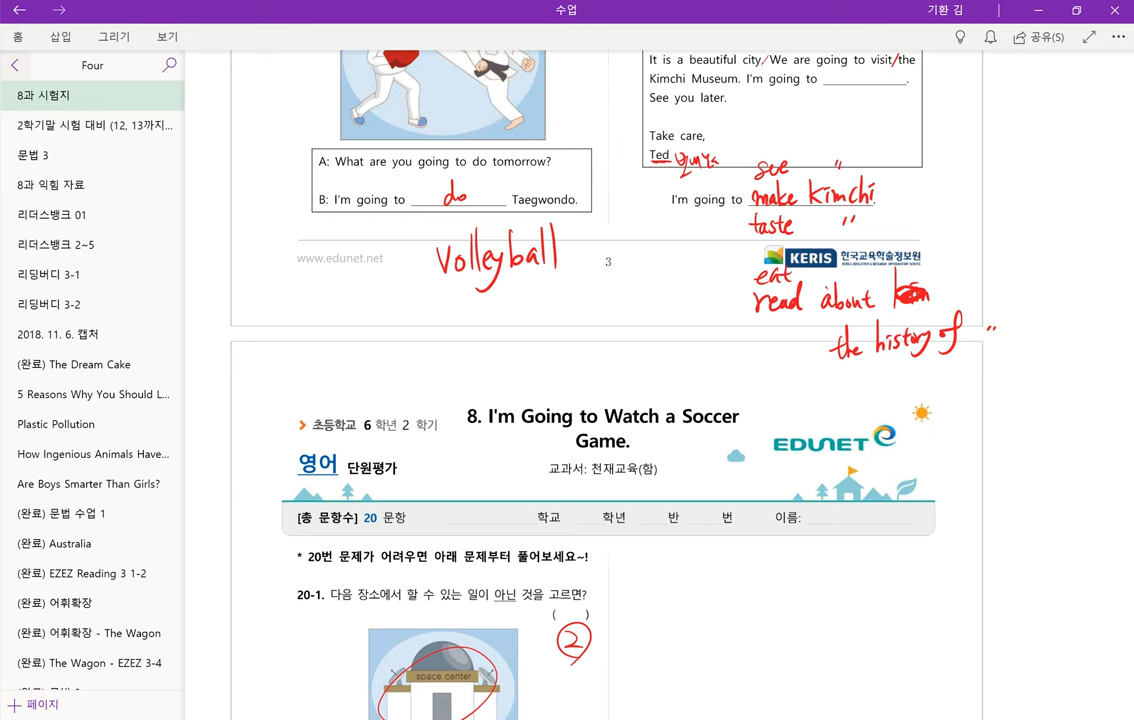 수업
기환 김
홈 삽입 그리기 보기
공유(S)
Four
8과 시험지
2학기말 시험 대비 (12, 13까지...
문법 3
8과 익힘 자료
리더스뱅크 01
리더스뱅크 2~5
리딩버디 3-1
리딩버디 3-2
2018. 11. 6. 캡처
(완료) The Dream Cake
5 Reasons Why You Should L...
Plastic Pollution
How Ingenious Animals Have...
Are Boys Smarter Than Girls?
(완료) 문법 수업 1
(완료) Australia
(완료) EZEZ Reading 3 1-2
(완료) 어휘확장
(완료) 어휘확장 - The Wagon
(완료) The Wagon - EZEZ 3-4
페이지
A: What are you going to do tomorrow?
B: I'm going to do Taegwondo.
volleyball
It is a beautiful city/We are going to visit/the
Kimchi Museum. I'm going to ____________.
See you later.
Take care,
Ted
see "
I'm going to make kimchi.
taste "
www.edunet.net
3
KERIS 한국교육학술정보원
eat
read about
the history of "
초등학교 6 학년 2 학기
8. I'm Going to Watch a Soccer
Game.
EDUNET
영어 단원평가
교과서: 천재교육(함)
[총 문항수] 20 문항 학교 학년 반 번 이름:
* 20번 문제가 어려우면 아래 문제부터 풀어보세요~!
20-1. 다음 장소에서 할 수 있는 일이 아닌 것을 고르면?
( )
2
space center